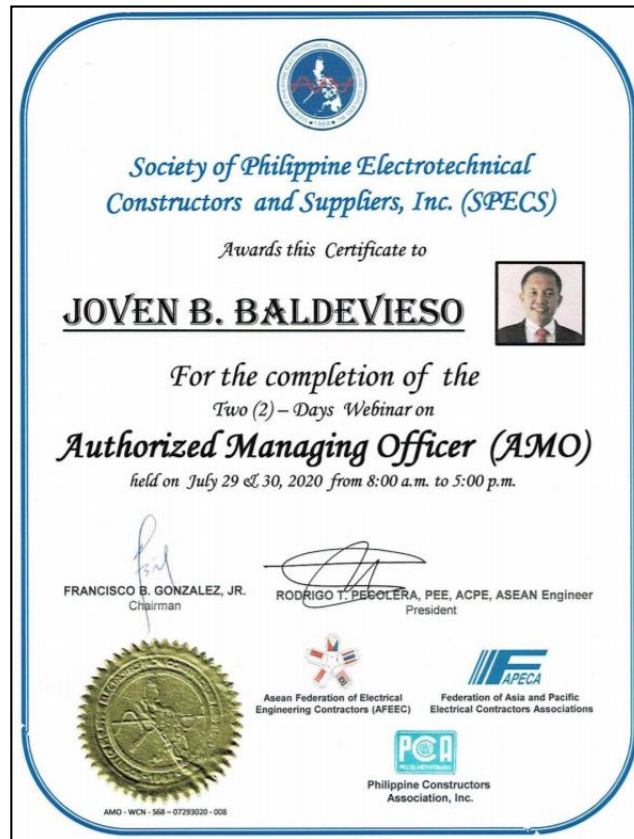 Society of Philippine Electrotechnical
Constructors and Suppliers, Inc. (SPECS)
Awards this Certificate to
JOVEN B. BALDEVIESO
For the completion of the
Two (2) – Days Webinar on
Authorized Managing Officer (AMO)
held on July 29 & 30, 2020 from 8:00 a.m. to 5:00 p.m.
FRANCISCO B. GONZALEZ, JR.
Chairman
RODRIGO T. PECOLERA, PEE, ACPE, ASEAN Engineer
President
Asean Federation of Electrical
Engineering Contractors (AFEEC)
FAPECA
Federation of Asia and Pacific
Electrical Contractors Associations
PCA
Philippine Constructors
Association, Inc.
AMO - WCN - S68 – 07293020 - 008